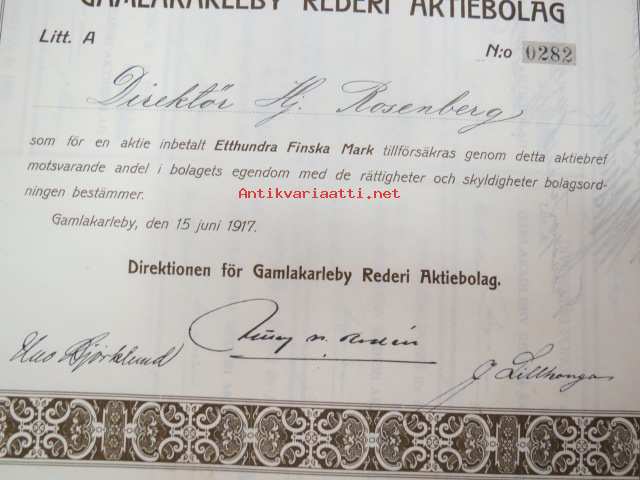 GAMLAKARLEBY REDERI AKTIEBOLAG
Litt. A N:o 0282
Direktör Hj. Rosenberg
som för en aktie inbetalt Etthundra Finska Mark tillförsäkras genom detta aktiebref
motsvarande andel i bolagets egendom med de rättigheter och skyldigheter bolagsord-
ningen bestämmer.
Antikvariaatti.net
Gamlakarleby, den 15 juni 1917.
Direktionen för Gamlakarleby Rederi Aktiebolag.
Uno Björklund